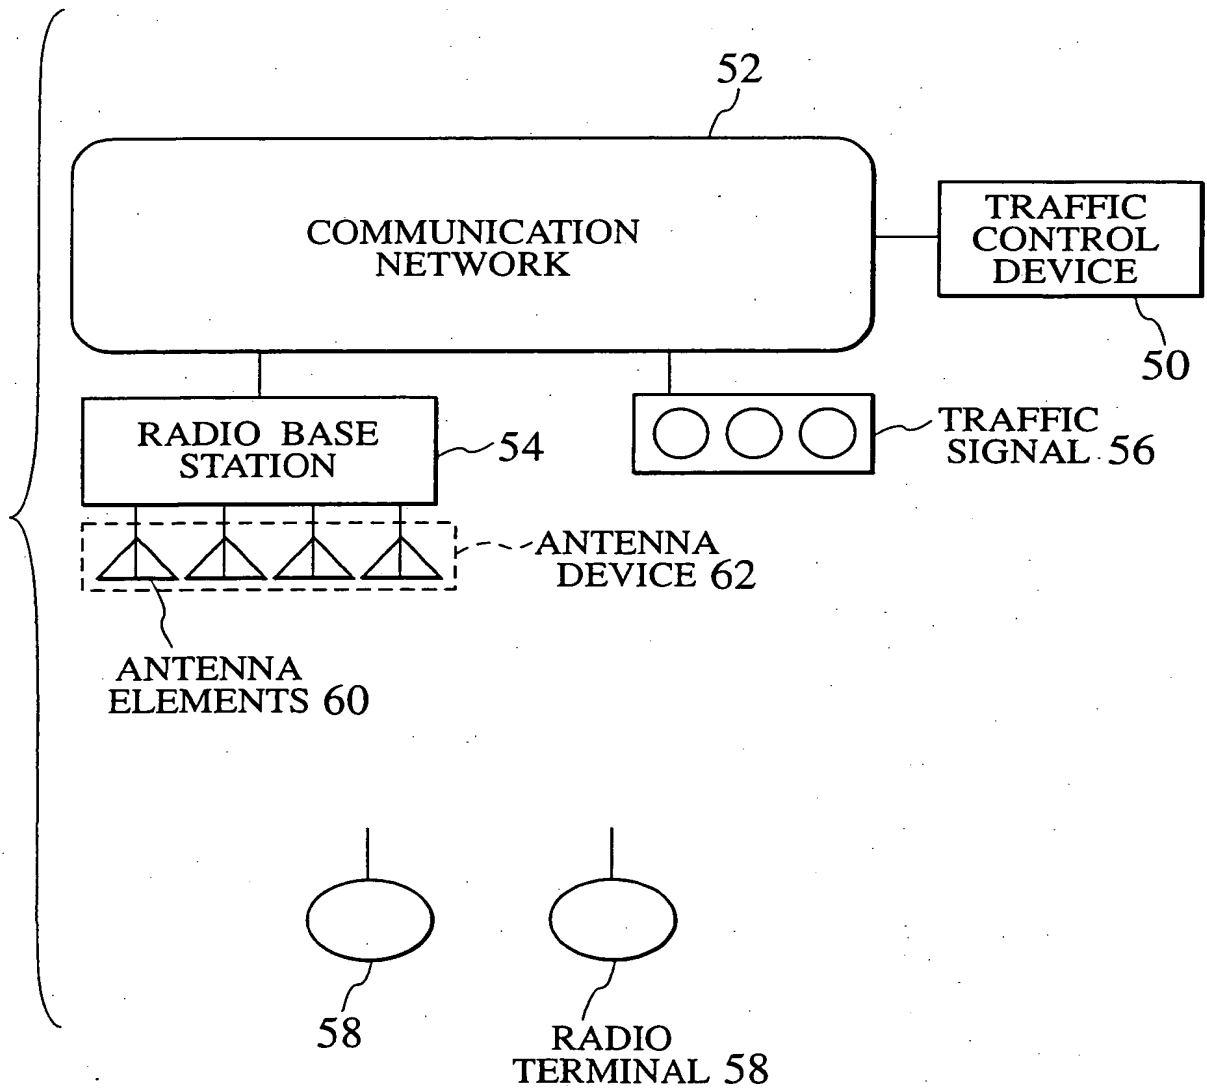 52
COMMUNICATION
NETWORK
TRAFFIC
CONTROL
DEVICE
50
RADIO BASE
STATION
54
TRAFFIC
SIGNAL 56
ANTENNA
DEVICE 62
ANTENNA
ELEMENTS 60
58
RADIO
TERMINAL 58